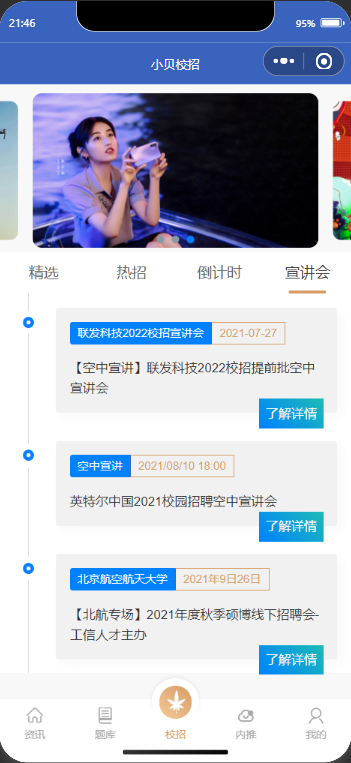 21:46
95%
小贝校招
精选
热招
倒计时
宣讲会
联发科技2022校招宣讲会
2021-07-27
【空中宣讲】联发科技2022校招提前批空中
宣讲会
了解详情
空中宣讲
2021/08/10 18:00
英特尔中国2021校园招聘空中宣讲会
了解详情
北京航空航天大学
2021年9日26日
【北航专场】2021年度秋季硕博线下招聘会-
工信人才主办
了解详情
资讯
题库
校招
内推
我的